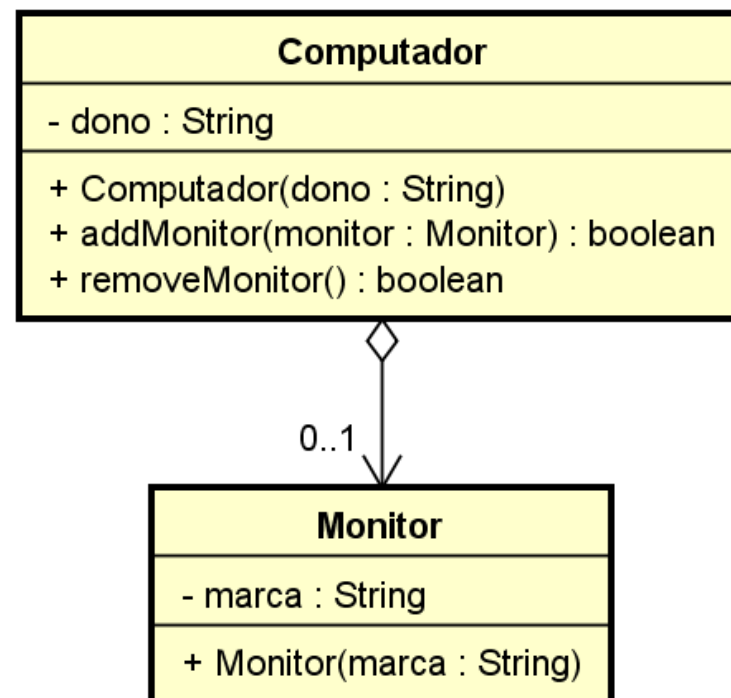 Computador
- dono : String
+ Computador(dono : String)
+ addMonitor(monitor : Monitor) : boolean
+ removeMonitor() : boolean
0..1
Monitor
- marca : String
+ Monitor(marca : String)